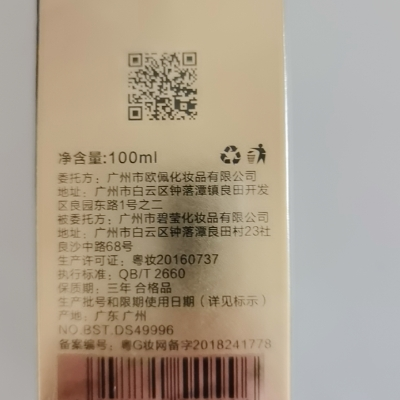 净含量:100ml
委托方：广州市欧佩化妆品有限公司
地址：广州市白云区钟落潭镇良田开发
区良园东路1号之二
被委托方：广州市碧莹化妆品有限公司
地址：广州市白云区钟落潭良田村23社
良沙中路68号
生产许可证：粤妆20160737
执行标准：QB/T 2660
保质期：三年 合格品
生产批号和限期使用日期（详见标示）
产地：广东 广州
NO.BST.DS49996
备案编号：粤G妆网备字2018241778